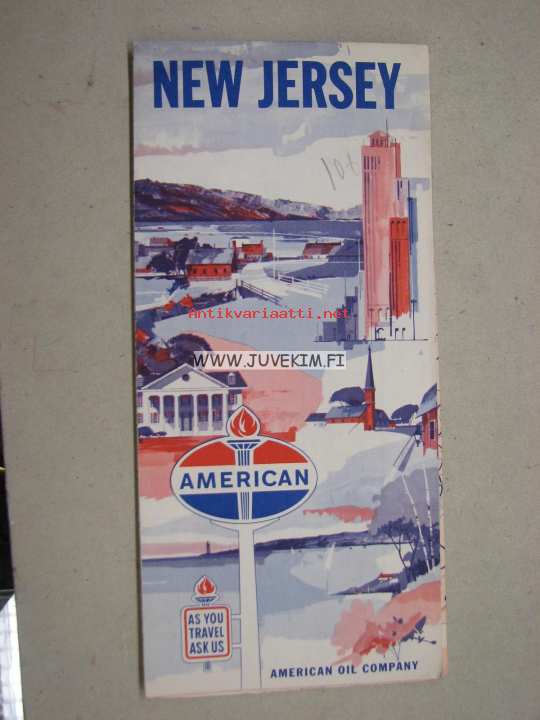 NEW JERSEY
antikvariaatti.net
WWW.JUVEKIM.FI
AMERICAN
AS YOU
TRAVEL
ASK US
AMERICAN OIL COMPANY